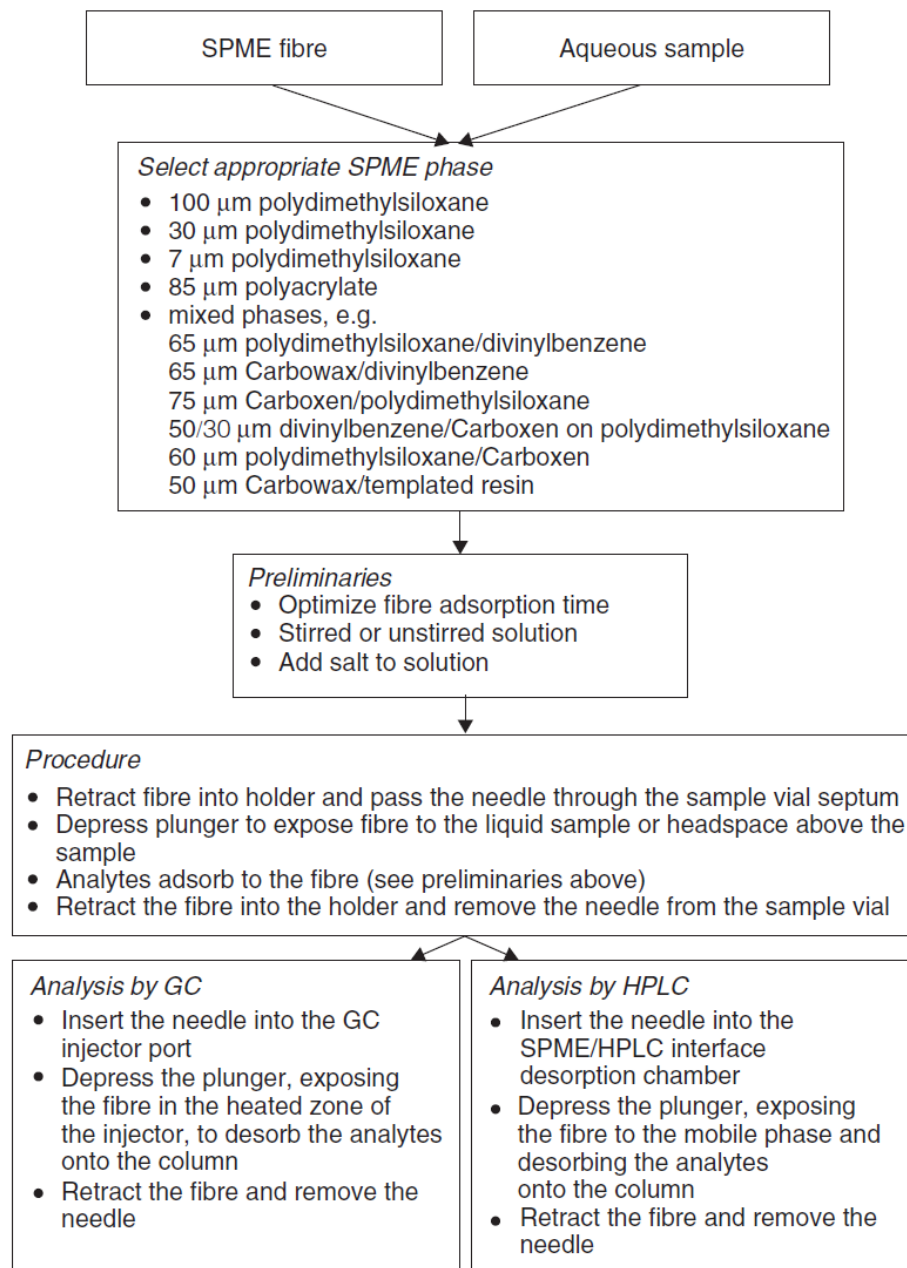 SPME fibre
Aqueous sample
Select appropriate SPME phase
• 100 μm polydimethylsiloxane
• 30 μm polydimethylsiloxane
• 7 μm polydimethylsiloxane
• 85 μm polyacrylate
• mixed phases, e.g.
65 μm polydimethylsiloxane/divinylbenzene
65 μm Carbowax/divinylbenzene
75 μm Carboxen/polydimethylsiloxane
50/30 μm divinylbenzene/Carboxen on polydimethylsiloxane
60 μm polydimethylsiloxane/Carboxen
50 μm Carbowax/templated resin
Preliminaries
• Optimize fibre adsorption time
• Stirred or unstirred solution
• Add salt to solution
Procedure
• Retract fibre into holder and pass the needle through the sample vial septum
• Depress plunger to expose fibre to the liquid sample or headspace above the
sample
• Analytes adsorb to the fibre (see preliminaries above)
• Retract the fibre into the holder and remove the needle from the sample vial
Analysis by GC
• Insert the needle into the GC
injector port
• Depress the plunger, exposing
the fibre in the heated zone of
the injector, to desorb the analytes
onto the column
• Retract the fibre and remove the
needle
Analysis by HPLC
• Insert the needle into the
SPME/HPLC interface
desorption chamber
• Depress the plunger, exposing
the fibre to the mobile phase and
desorbing the analytes
onto the column
• Retract the fibre and remove the
needle